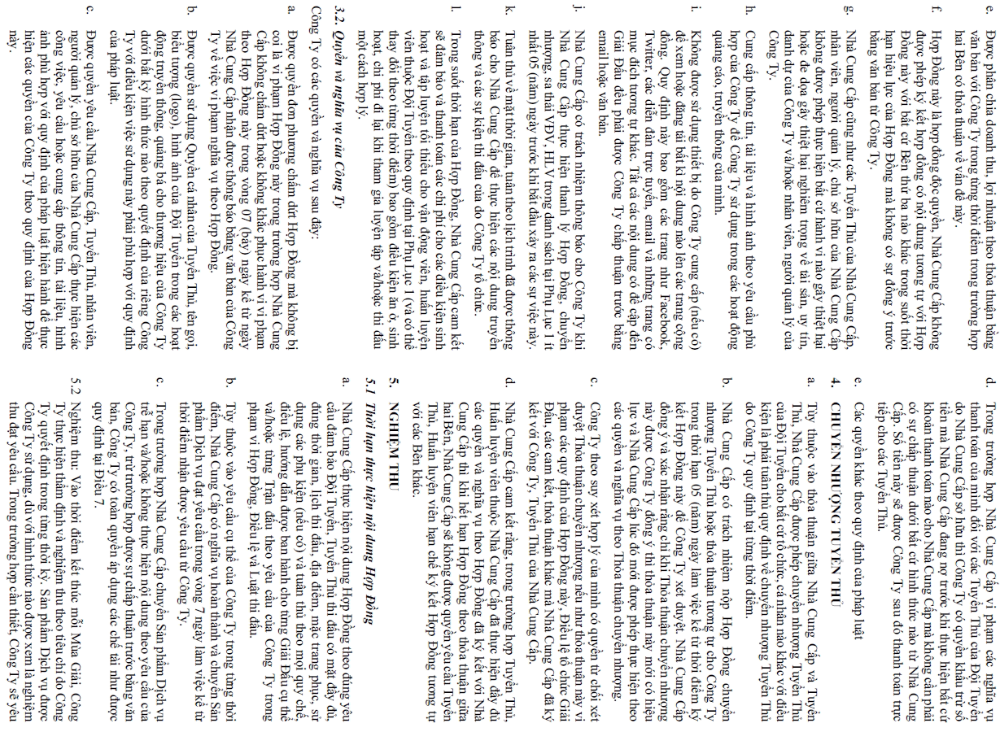 e. Được phân chia doanh thu, lợi nhuận theo thỏa thuận bằng
văn bản với Công Ty trong từng thời điểm trong trường hợp
hai Bên có thỏa thuận về vấn đề này.
f. Hợp Đồng này là hợp đồng độc quyền, Nhà Cung Cấp không
được phép ký kết hợp đồng có nội dung tương tự với Hợp
Đồng này với bất cứ Bên thứ ba nào khác trong suốt thời
hạn hiệu lực của Hợp Đồng mà không có sự đồng ý trước
bằng văn bản từ Công Ty.
g. Nhà Cung Cấp cũng như các Tuyển Thủ của Nhà Cung Cấp,
nhân viên, người quản lý, chủ sở hữu của Nhà Cung Cấp
không được phép thực hiện bất cứ hành vi nào gây thiệt hại
hoặc đe dọa gây thiệt hại nghiêm trọng về tài sản, uy tín,
danh dự của Công Ty và/hoặc nhân viên, người quản lý của
Công Ty.
h. Cung cấp thông tin, tài liệu và hình ảnh theo yêu cầu phù
hợp của Công Ty để Công Ty sử dụng trong các hoạt động
quảng cáo, truyền thông của mình.
i. Không được sử dụng thiết bị do Công Ty cung cấp (nếu có)
để xem hoặc đăng tải bất kì nội dung nào lên các trang cộng
đồng. Quy định này bao gồm các trang như Facebook,
Twitter, các diễn đàn trực tuyến, email và những trang có
mục đích tương tự khác. Tất cả các nội dung có đề cập đến
Giải Đấu đều phải được Công Ty chấp thuận trước bằng
email hoặc văn bản.
j. Nhà Cung Cấp có trách nhiệm thông báo cho Công Ty khi
Nhà Cung Cấp thực hiện thanh lý Hợp Đồng, chuyển
nhượng, sa thải VĐV, HLV trong danh sách tại Phụ Lục 1 ít
nhất 05 (năm) ngày trước khi bắt đầu xảy ra các sự việc này.
k. Tuân thủ về mặt thời gian, tuân theo lịch trình đã được thông
báo cho Nhà Cung Cấp để thực hiện các nội dung truyền
thông và các sự kiện thi đấu của do Công Ty tổ chức.
l. Trong suốt thời hạn của Hợp Đồng, Nhà Cung Cấp cam kết
sẽ đảm bảo và thanh toán các chi phí cho các điều kiện sinh
hoạt và tập luyện tối thiểu cho vận động viên, huấn luyện
viên thuộc Đội Tuyển theo quy định tại Phụ Lục 1 (và có thể
thay đổi theo từng thời điểm) bao gồm điều kiện ăn ở, sinh
hoạt, chi phí đi lại khi tham gia luyện tập và/hoặc thi đấu
một cách hợp lý.
3.2. Quyền và nghĩa vụ của Công Ty
Công Ty có các quyền và nghĩa vụ sau đây:
a. Được quyền đơn phương chấm dứt Hợp Đồng mà không bị
coi là vi phạm Hợp Đồng này trong trường hợp Nhà Cung
Cấp không chấm dứt hoặc không khắc phục hành vi vi phạm
theo Hợp Đồng này trong vòng 07 (bảy) ngày kể từ ngày
Nhà Cung Cấp nhận được thông báo bằng văn bản của Công
Ty về việc vi phạm nghĩa vụ theo Hợp Đồng.
b. Được quyền sử dụng Quyền cá nhân của Tuyển Thủ, tên gọi,
biểu tượng (logo), hình ảnh của Đội Tuyển trong các hoạt
động truyền thông, quảng bá cho thương hiệu của Công Ty
dưới bất kỳ hình thức nào theo quyết định của riêng Công
Ty với điều kiện việc sử dụng này phải phù hợp với quy định
của pháp luật.
c. Được quyền yêu cầu Nhà Cung Cấp, Tuyển Thủ, nhân viên,
người quản lý, chủ sở hữu của Nhà Cung Cấp thực hiện các
công việc, yêu cầu hoặc cung cấp thông tin, tài liệu, hình
ảnh phù hợp với quy định của pháp luật hiện hành để thực
hiện các quyền của Công Ty theo quy định của Hợp Đồng
này.
d. Trong trường hợp Nhà Cung Cấp vi phạm các nghĩa vụ
thanh toán của mình đối với các Tuyển Thủ của Đội Tuyển
do Nhà Cung Cấp sở hữu thì Công Ty có quyền khấu trừ số
tiền mà Nhà Cung Cấp đang nợ trước khi thực hiện bất cứ
khoản thanh toán nào cho Nhà Cung Cấp mà không cần phải
có sự chấp thuận dưới bất cứ hình thức nào từ Nhà Cung
Cấp. Số tiền này sẽ được Công Ty sau đó thanh toán trực
tiếp cho các Tuyển Thủ.
e. Các quyền khác theo quy định của pháp luật
4. CHUYỂN NHƯỢNG TUYỂN THỦ
a. Tùy thuộc vào thỏa thuận giữa Nhà Cung Cấp và Tuyển
Thủ, Nhà Cung Cấp được phép chuyển nhượng Tuyển Thủ
của Đội Tuyển cho bất cứ tổ chức, cá nhân nào khác với điều
kiện là phải tuân thủ quy định về chuyển nhượng Tuyển Thủ
do Công Ty quy định tại từng thời điểm.
b. Nhà Cung Cấp có trách nhiệm nộp Hợp Đồng chuyển
nhượng Tuyển Thủ hoặc thỏa thuận tương tự cho Công Ty
trong thời hạn 05 (năm) ngày làm việc kể từ thời điểm ký
kết Hợp Đồng này để Công Ty xét duyệt. Nhà Cung Cấp
đồng ý và xác nhận rằng chỉ khi Thỏa thuận chuyển nhượng
này được Công Ty đồng ý thì thỏa thuận này mới có hiệu
lực và Nhà Cung Cấp lúc đó mới được phép thực hiện theo
các quyền và nghĩa vụ theo Thỏa thuận chuyển nhượng.
c. Công Ty theo suy xét hợp lý của mình có quyền từ chối xét
duyệt Thỏa thuận chuyển nhượng nếu như thỏa thuận này vi
phạm các quy định của Hợp Đồng này, Điều lệ tổ chức Giải
Đấu, các cam kết, thỏa thuận khác mà Nhà Cung Cấp đã ký
kết với Công Ty, Tuyển Thủ của Nhà Cung Cấp.
d. Nhà Cung Cấp cam kết rằng, trong trường hợp Tuyển Thủ,
Huấn luyện viên thuộc Nhà Cung Cấp đã thực hiện đầy đủ
các quyền và nghĩa vụ theo Hợp Đồng đã ký kết với Nhà
Cung Cấp thì khi hết hạn Hợp Đồng theo thỏa thuận giữa
hai Bên, Nhà Cung Cấp sẽ không được quyền yêu cầu Tuyển
Thủ, Huấn luyện viên hạn chế ký kết Hợp Đồng tương tự
với các Bên khác.
5. NGHIỆM THU
5.1 Thời hạn thực hiện nội dung Hợp Đồng
a. Nhà Cung Cấp thực hiện nội dung Hợp Đồng theo đúng yêu
cầu đảm bảo Đội Tuyển, Tuyển Thủ thi đấu có mặt đầy đủ,
đúng thời gian, lịch thi đấu, địa điểm, mặc trang phục, sử
dụng các phụ kiện (nếu có) và tuân thủ theo mọi quy chế,
điều lệ, hướng dẫn được ban hành cho từng Giải Đấu cụ thể
và/hoặc từng Trận đấu theo yêu cầu của Công Ty trong
phạm vi Hợp Đồng, Điều lệ và Luật thi đấu.
b. Tùy thuộc vào yêu cầu cụ thể của Công Ty trong từng thời
điểm, Nhà Cung Cấp có nghĩa vụ hoàn thành và chuyển Sản
phẩm Dịch vụ đạt yêu cầu trong vòng 7 ngày làm việc kể từ
thời điểm nhận được yêu cầu từ Công Ty.
c. Trong trường hợp Nhà Cung Cấp chuyển Sản phẩm Dịch vụ
trễ hạn và/hoặc không thực hiện nội dung theo yêu cầu của
Công Ty, trừ trường hợp được sự chấp thuận trước bằng văn
bản, Công Ty có toàn quyền áp dụng các chế tài như được
quy định tại Điều 7.
5.2 Nghiệm thu: Vào thời điểm kết thúc mỗi Mùa Giải, Công
Ty thực hiện thẩm định và nghiệm thu theo tiêu chí do Công
Ty quyết định trong từng thời kỳ. Sản phẩm Dịch vụ được
Công Ty sử dụng, dù với hình thức nào được xem là nghiệm
thu đạt yêu cầu. Trong trường hợp cần thiết, Công Ty sẽ yêu